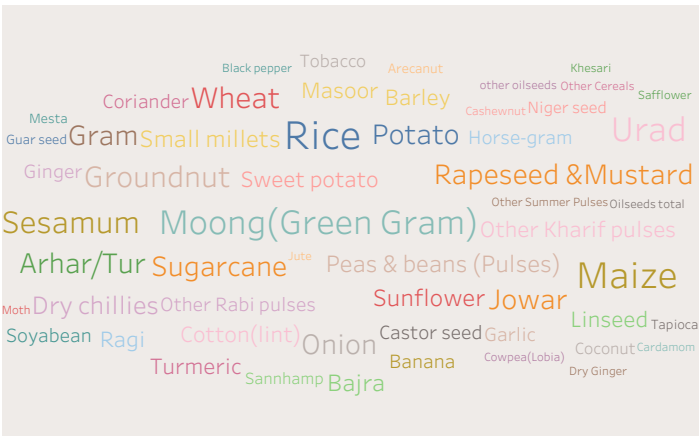 Black pepper
Tobacco
Arecanut
Khesari
Coriander
Wheat
Masoor
Barley
other oilseeds
Other Cereals
Safflower
Cashewnut
Niger seed
Mesta
Guar seed
Gram
Small millets
Rice
Potato
Horse-gram
Urad
Ginger
Groundnut
Sweet potato
Rapeseed &Mustard
Other Summer Pulses
Oilseeds total
Sesamum
Moong(Green Gram)
Other Kharif pulses
Arhar/Tur
Sugarcane
Jute
Peas & beans (Pulses)
Maize
Moth
Dry chillies
Other Rabi pulses
Sunflower
Jowar
Linseed
Tapioca
Soyabean
Ragi
Cotton(lint)
Onion
Castor seed
Garlic
Coconut
Cardamom
Turmeric
Sannhamp
Bajra
Banana
Cowpea(Lobia)
Dry Ginger